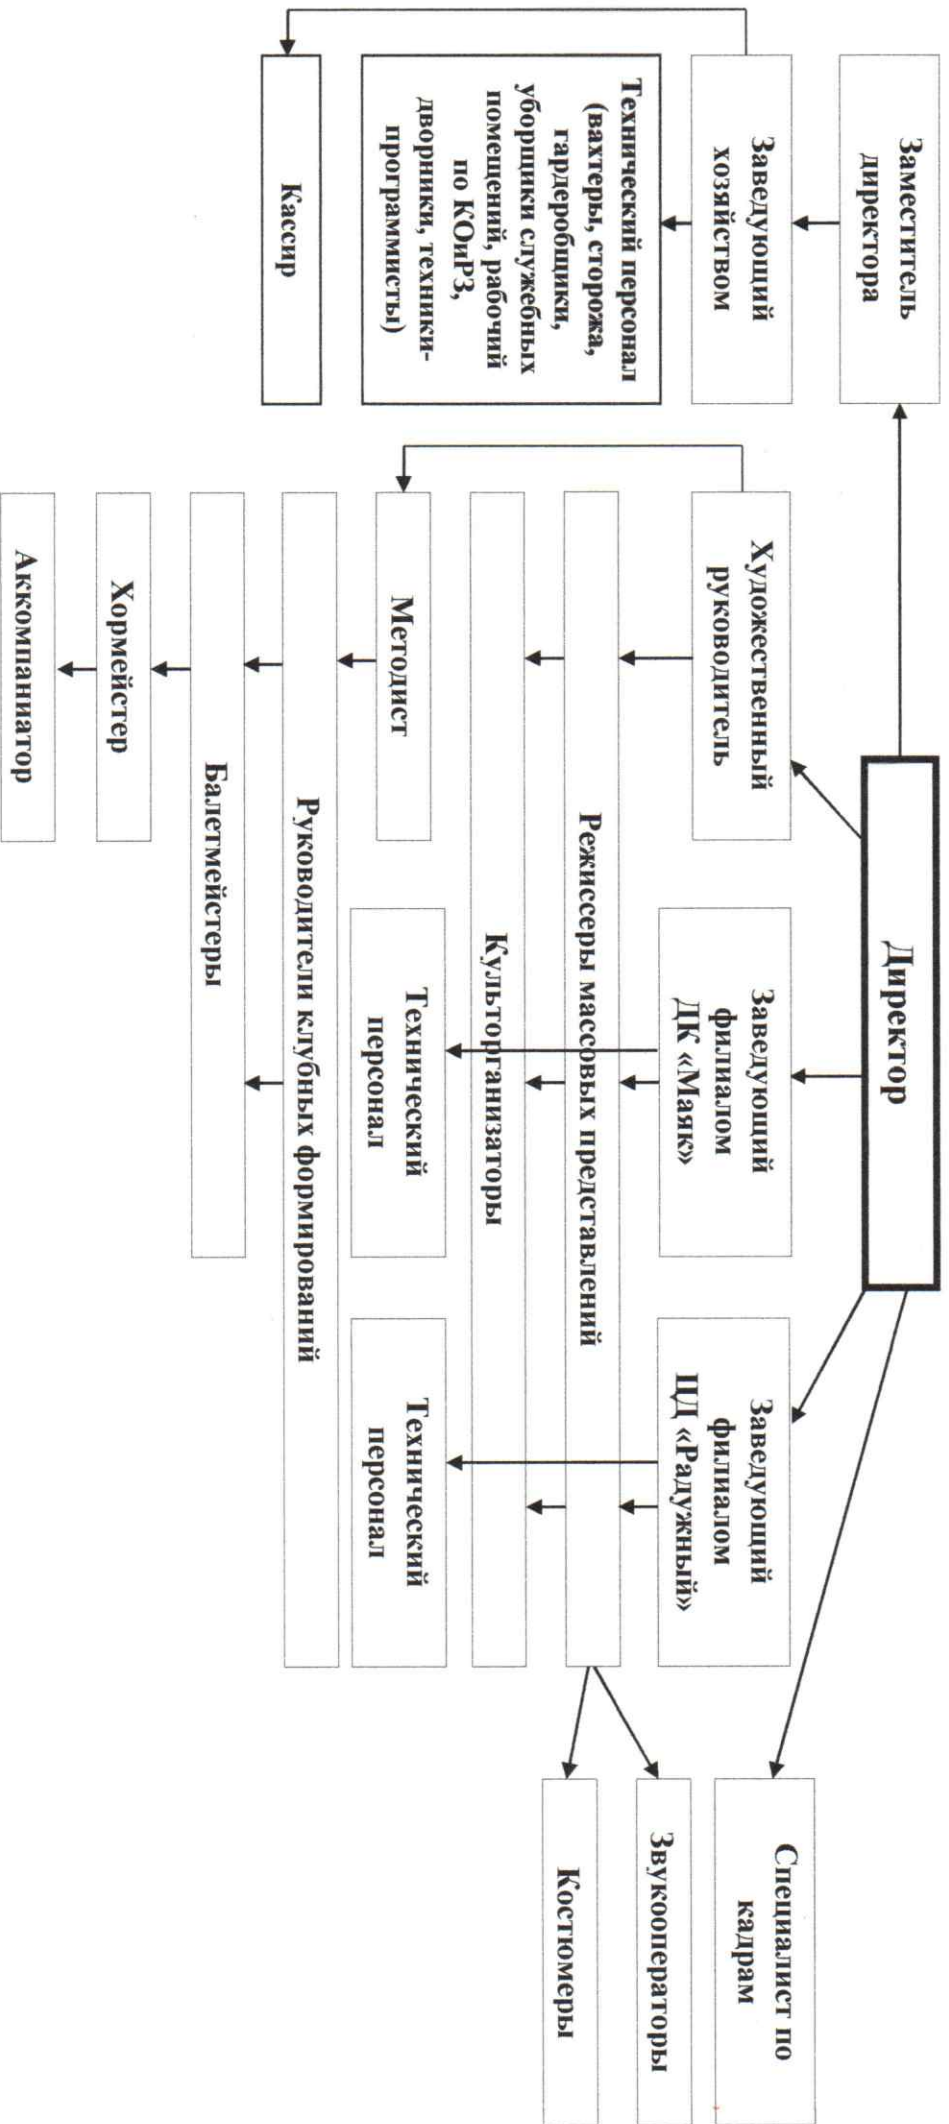 Директор
Заместитель
директора
Заведующий
хозяйством
Технический персонал
(вахтеры, сторожа,
гардеробщики,
уборщики служебных
помещений, рабочий
по КОиРЗ,
дворники, техники-
программисты)
Кассир
Художественный
руководитель
Заведующий
филиалом
ДК «Маяк»
Заведующий
филиалом
ЦД «Радужный»
Специалист по
кадрам
Режиссеры массовых представлений
Звукооператоры
Культорганизаторы
Костюмеры
Методист
Технический
персонал
Технический
персонал
Руководители клубных формирований
Балетмейстеры
Хормейстер
Аккомпаниатор